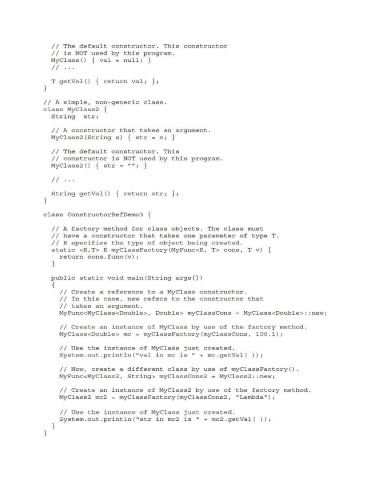 // The default constructor. This constructor
// is NOT used by this program.
MyClass() { val = null; }
// ...
T getVal() { return val; };
}
// A simple, non-generic class.
class MyClass2 {
String str;
// A constructor that takes an argument.
MyClass2(String s) { str = s; }
// The default constructor. This
// constructor is NOT used by this program.
MyClass2() { str = ""; }
// ...
String getVal() { return str; };
}
class ConstructorRefDemo3 {
// A factory method for class objects. The class must
// have a constructor that takes one parameter of type T.
// R specifies the type of object being created.
static <R,T> R myClassFactory(MyFunc<R, T> cons, T v) {
return cons.func(v);
}
public static void main(String args[])
{
// Create a reference to a MyClass constructor.
// In this case, new refers to the constructor that
// takes an argument.
MyFunc<MyClass<Double>, Double> myClassCons = MyClass<Double>::new;
// Create an instance of MyClass by use of the factory method.
MyClass<Double> mc = myClassFactory(myClassCons, 100.1);
// Use the instance of MyClass just created.
System.out.println("val in mc is " + mc.getVal( ));
// Now, create a different class by use of myClassFactory().
MyFunc<MyClass2, String> myClassCons2 = MyClass2::new;
// Create an instance of MyClass2 by use of the factory method.
MyClass2 mc2 = myClassFactory(myClassCons2, "Lambda");
// Use the instance of MyClass just created.
System.out.println("str in mc2 is " + mc2.getVal( ));
}
}